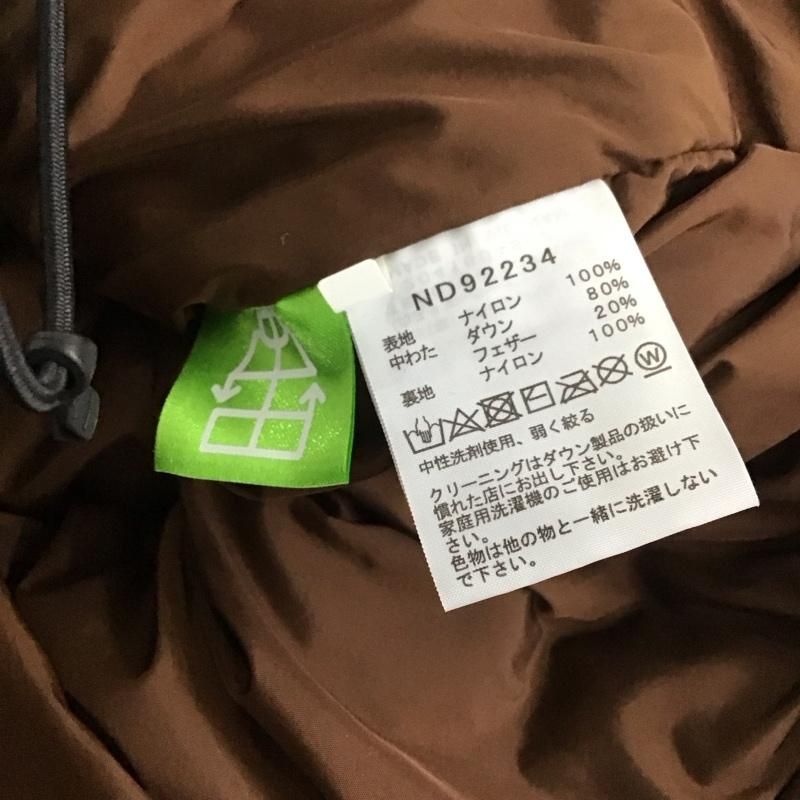 ND92234
表地 ナイロン 100%
中わた ダウン 80%
フェザー 20%
裏地 ナイロン 100%
W
中性洗剤使用、弱く絞る
クリーニングはダウン製品の扱いに
慣れた店にお出し下さい。
家庭用洗濯機のご使用はお避け下
さい。
色物は他の物と一緒に洗濯しない
で下さい。